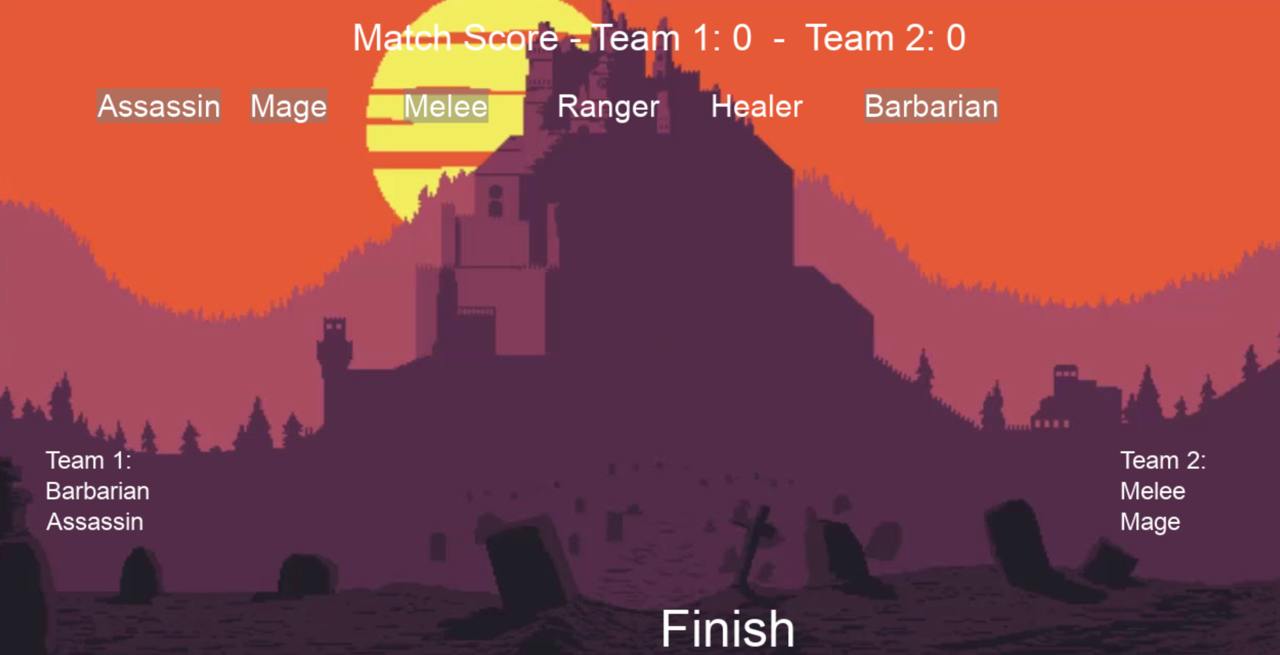 Match Score - Team 1: 0  -  Team 2: 0
Assassin Mage Melee Ranger Healer Barbarian
Team 1:
Barbarian
Assassin
Team 2:
Melee
Mage
Finish